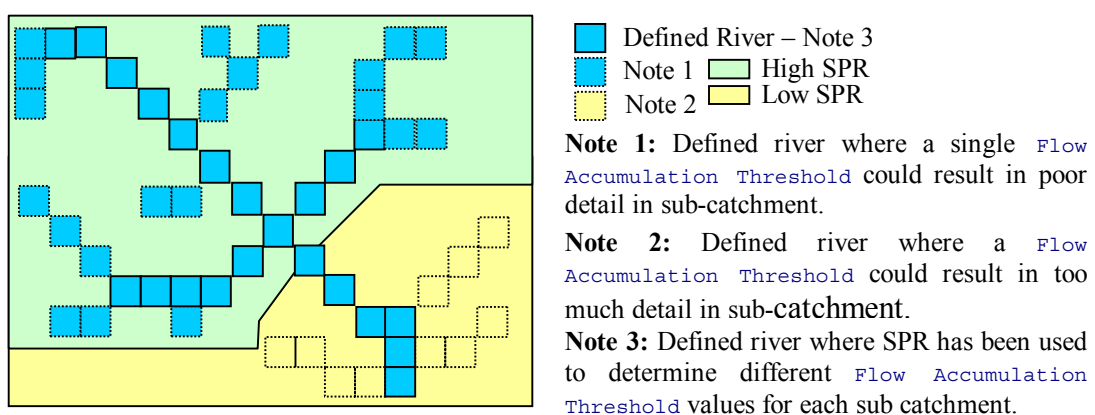 Defined River – Note 3
Note 1 High SPR
Note 2 Low SPR
Note 1: Defined river where a single Flow
Accumulation Threshold could result in poor
detail in sub-catchment.
Note 2: Defined river where a Flow
Accumulation Threshold could result in too
much detail in sub-catchment.
Note 3: Defined river where SPR has been used
to determine different Flow Accumulation
Threshold values for each sub catchment.